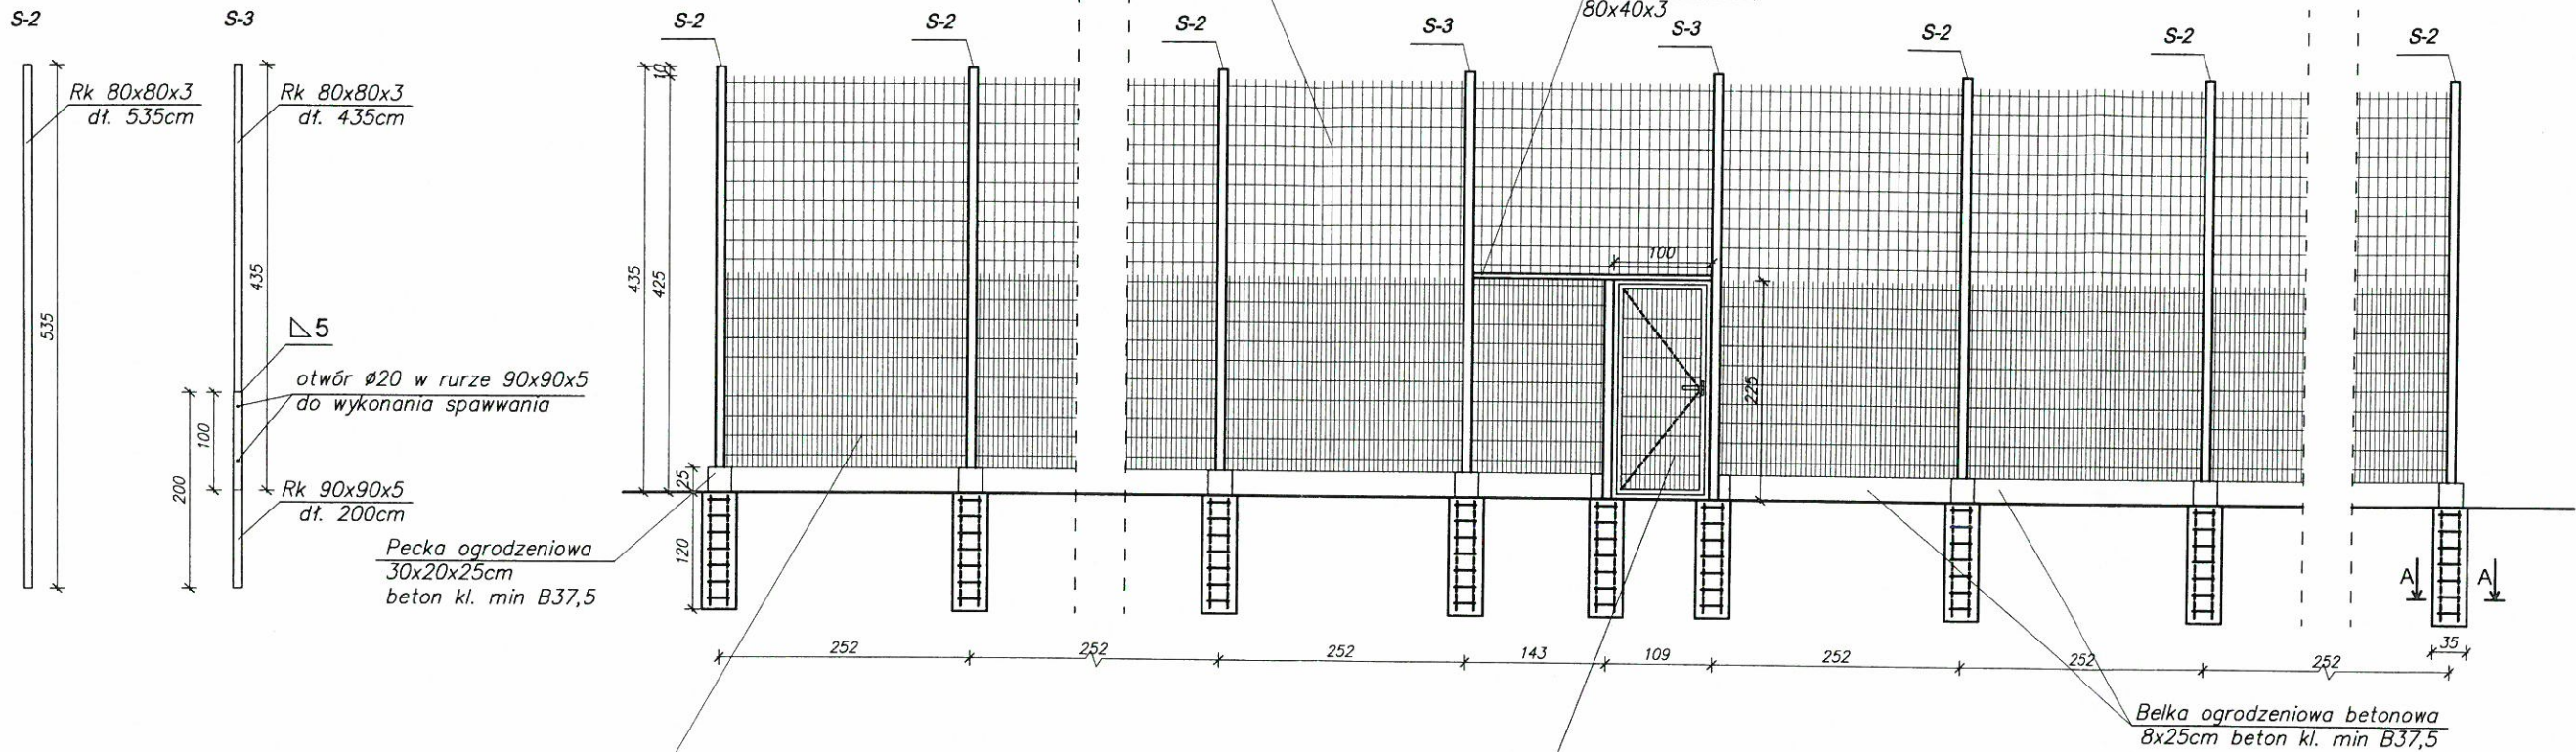 S-2
S-3
S-2
S-2
S-2
S-3
80x40x3
S-3
S-2
S-2
S-2
Rk 80x80x3
dł. 535cm
Rk 80x80x3
dł. 435cm
10
435
425
535
435
5
otwór ø20 w rurze 90x90x5
do wykonania spawwania
100
200
Rk 90x90x5
dł. 200cm
Pecka ogrodzeniowa
30x20x25cm
beton kl. min B37,5
25
120
100
225
A
A
252
252
252
143
109
252
252
252
35
Belka ogrodzeniowa betonowa
8x25cm beton kl. min B37,5